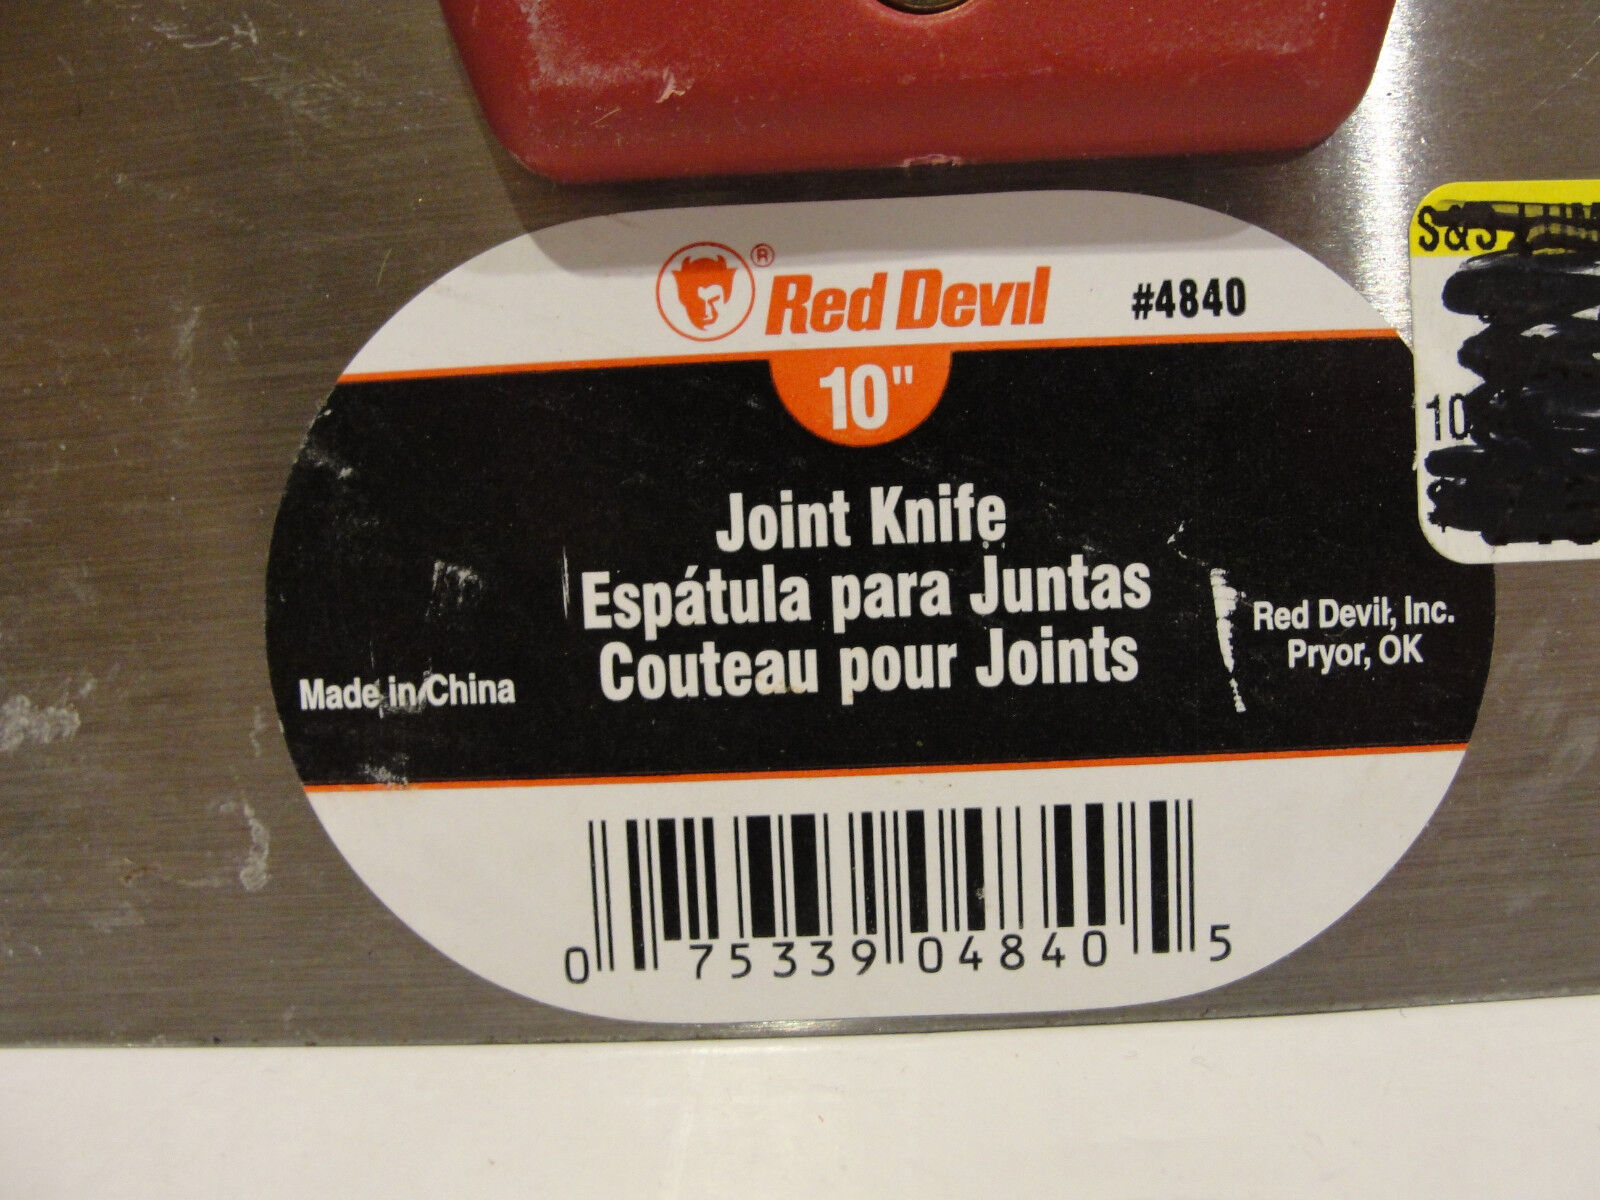 ® Red Devil #4840
10"
Joint Knife
Espátula para Juntas
Couteau pour Joints
Made in China
Red Devil, Inc.
Pryor, OK
0 75339 04840 5
S&S
10